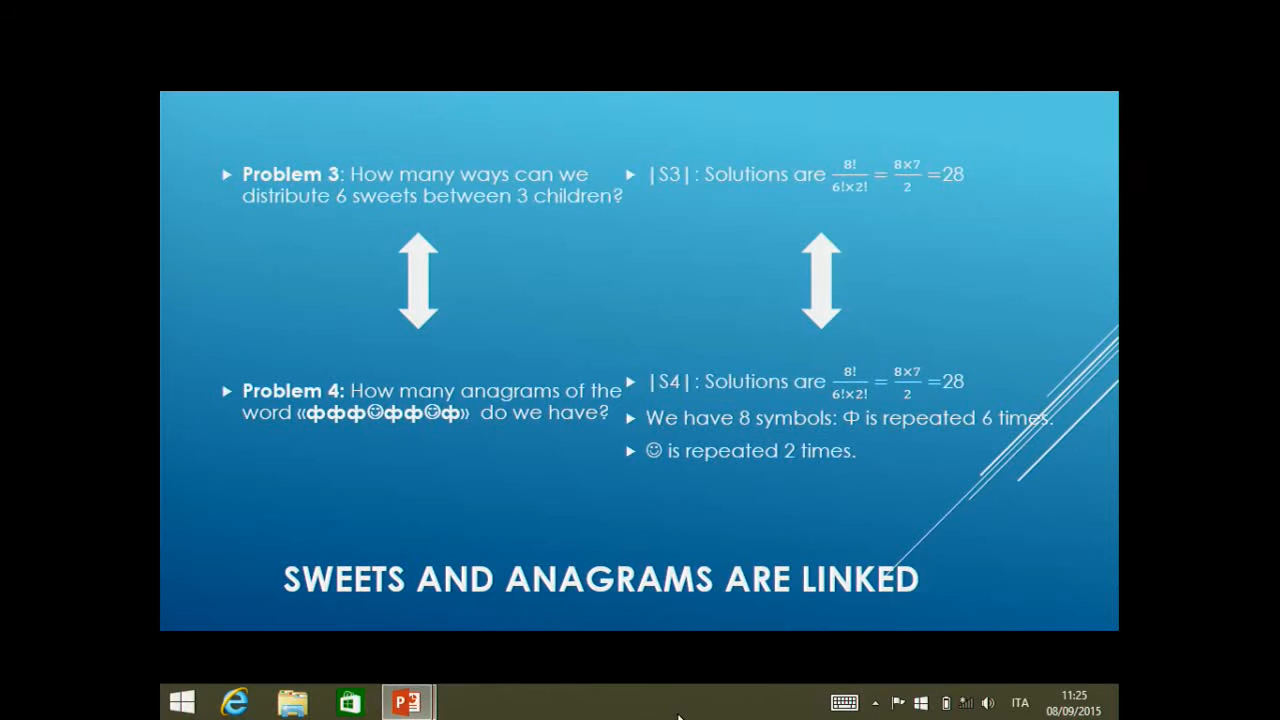 Problem 3: How many ways can we
distribute 6 sweets between 3 children?
|S3|: Solutions are 8!/(6!×2!) = (8×7)/2 =28
Problem 4: How many anagrams of the
word «ффф☺фф☺ф» do we have?
|S4|: Solutions are 8!/(6!×2!) = (8×7)/2 =28
We have 8 symbols: Φ is repeated 6 times.
☺ is repeated 2 times.
SWEETS AND ANAGRAMS ARE LINKED
ITA
11:25
08/09/2015